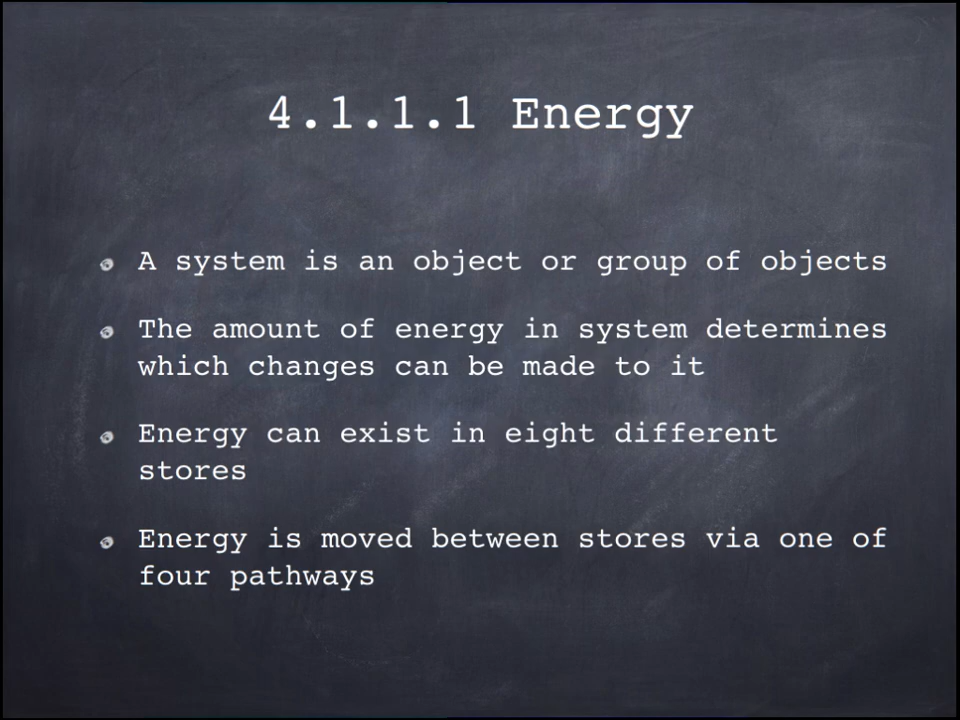 4.1.1.1 Energy
A system is an object or group of objects
The amount of energy in system determines
which changes can be made to it
Energy can exist in eight different
stores
Energy is moved between stores via one of
four pathways